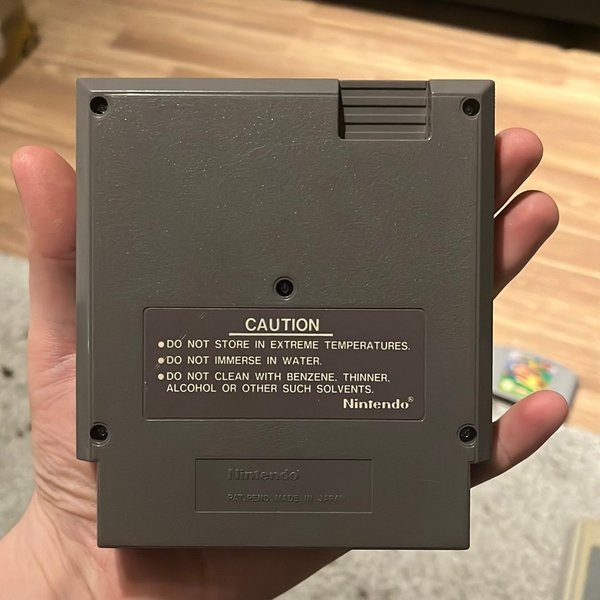 CAUTION
●DO NOT STORE IN EXTREME TEMPERATURES.
●DO NOT IMMERSE IN WATER.
●DO NOT CLEAN WITH BENZENE, THINNER,
ALCOHOL OR OTHER SUCH SOLVENTS.
Nintendo®
Nintendo®
PAT.PEND. MADE IN JAPAN